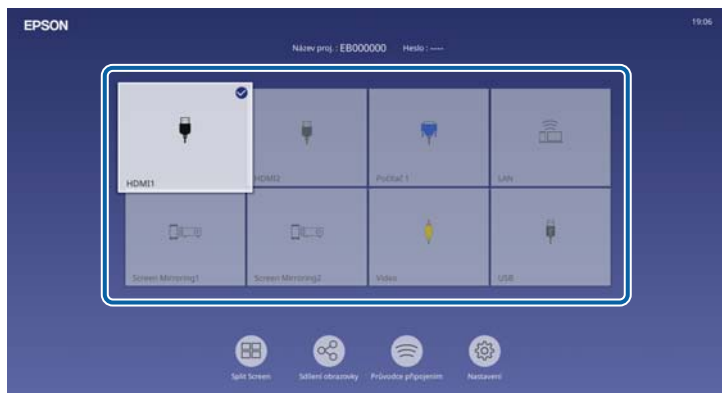 EPSON
19:06
Název proj. : EB000000 Heslo : ----
HDMI1
HDMI2
Počítač 1
LAN
Screen Mirroring1
Screen Mirroring2
Video
USB
Split Screen
Sdílení obrazovky
Průvodce připojením
Nastavení